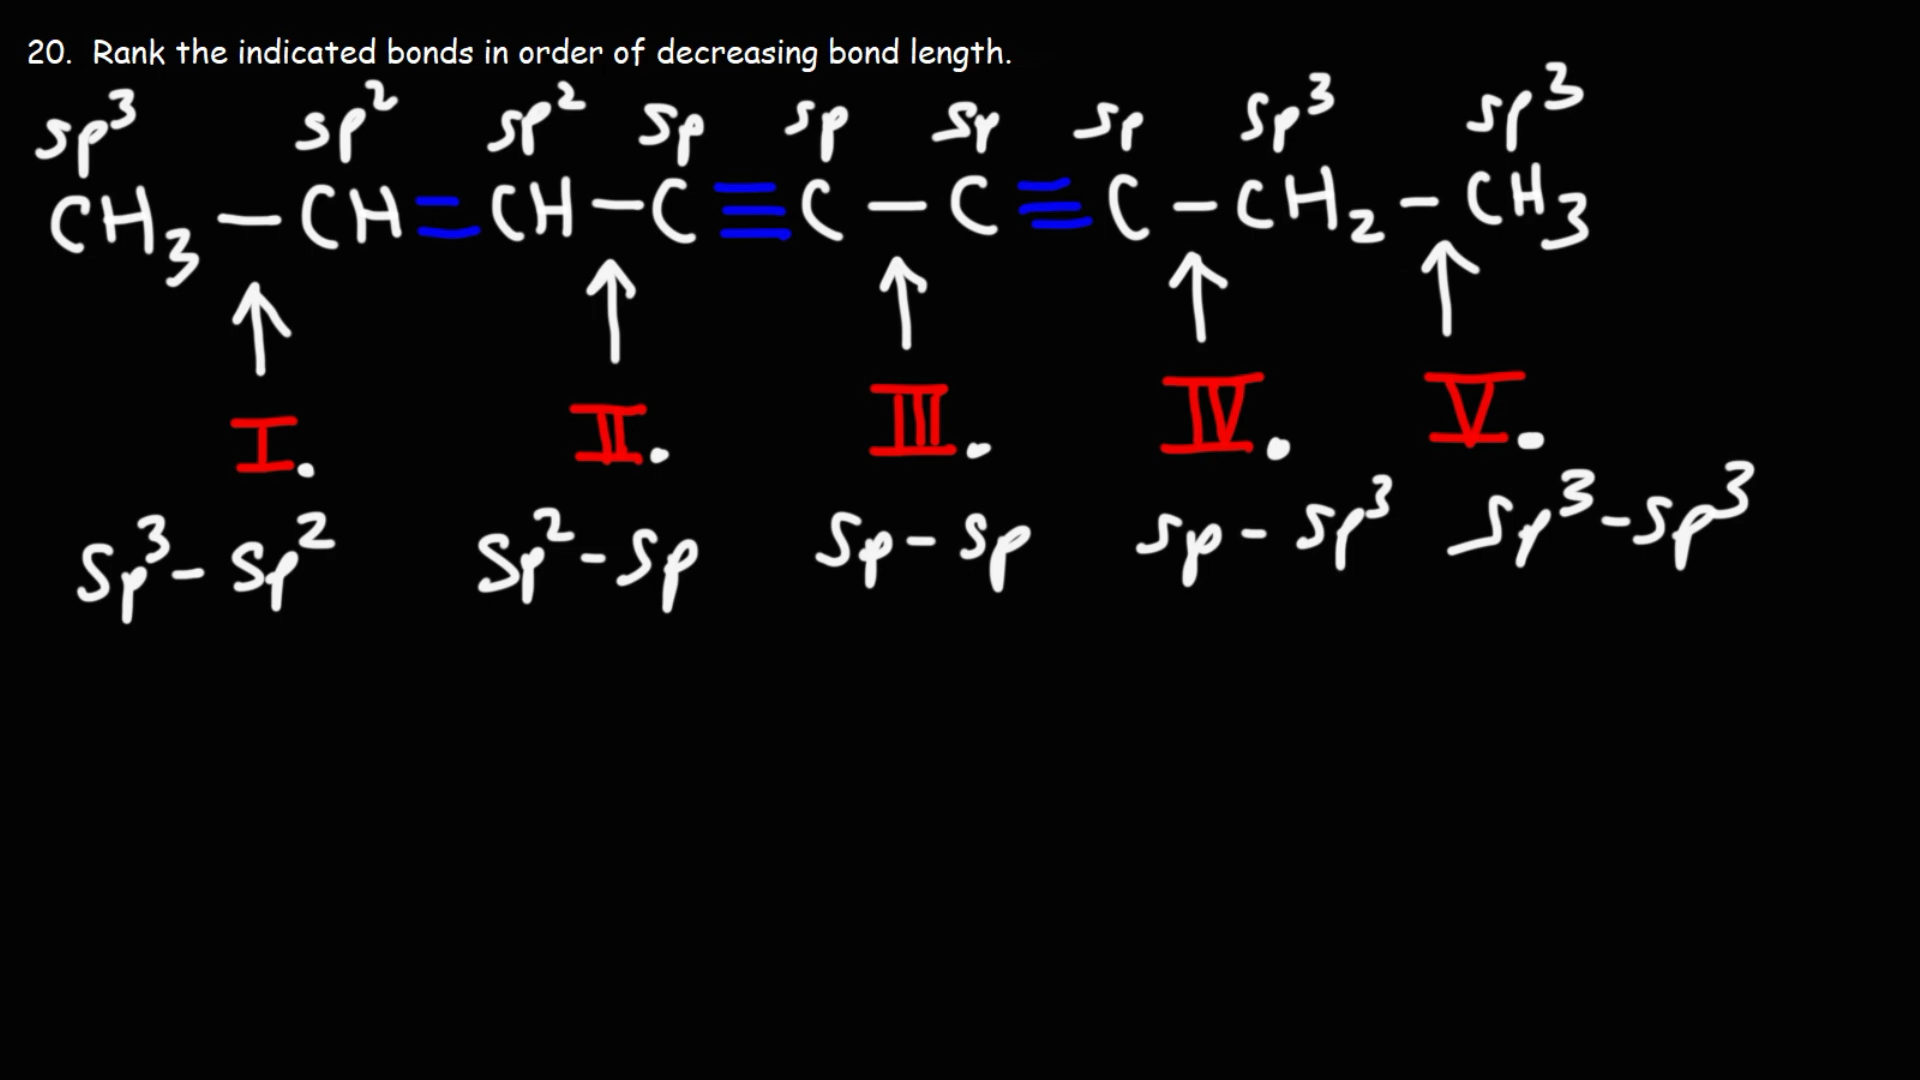 20. Rank the indicated bonds in order of decreasing bond length.
sp³ sp² sp² sp sp sp sp sp³ sp³
CH₃ — CH = CH — C ≡ C — C ≡ C — CH₂ — CH₃
↑ ↑ ↑ ↑ ↑
I. II. III. IV. V.
sp³ - sp² sp² - sp sp - sp sp - sp³ sp³ - sp³